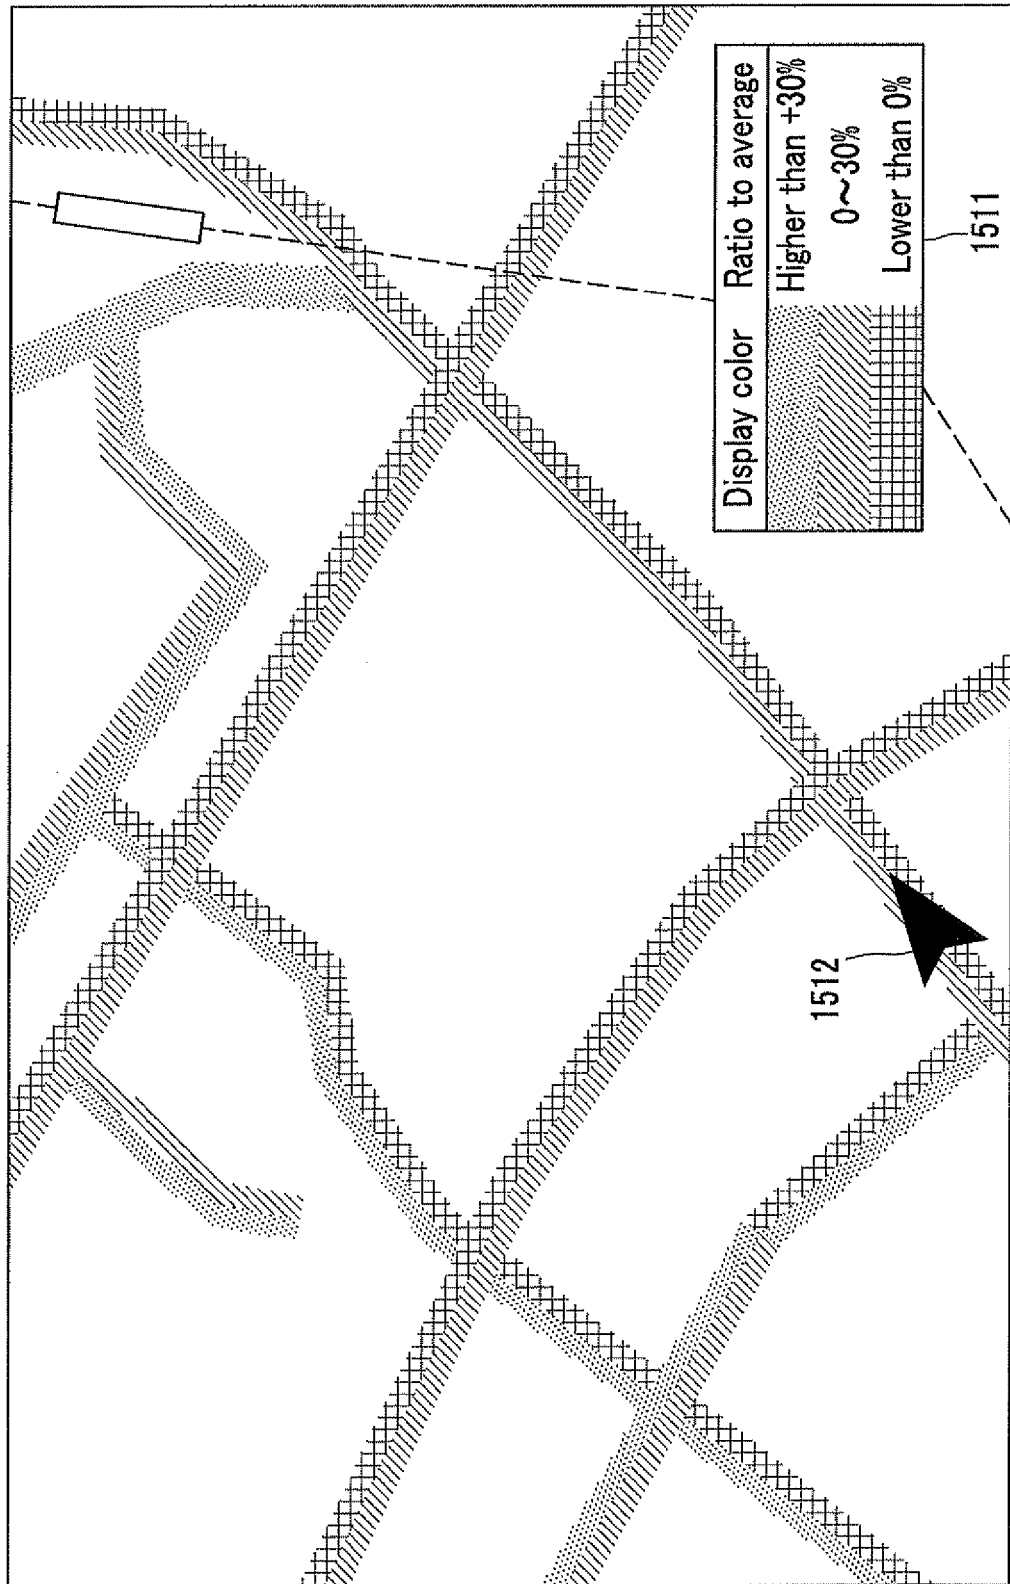 Display color Ratio to average
Higher than +30%
0~30%
Lower than 0%
1511
1512